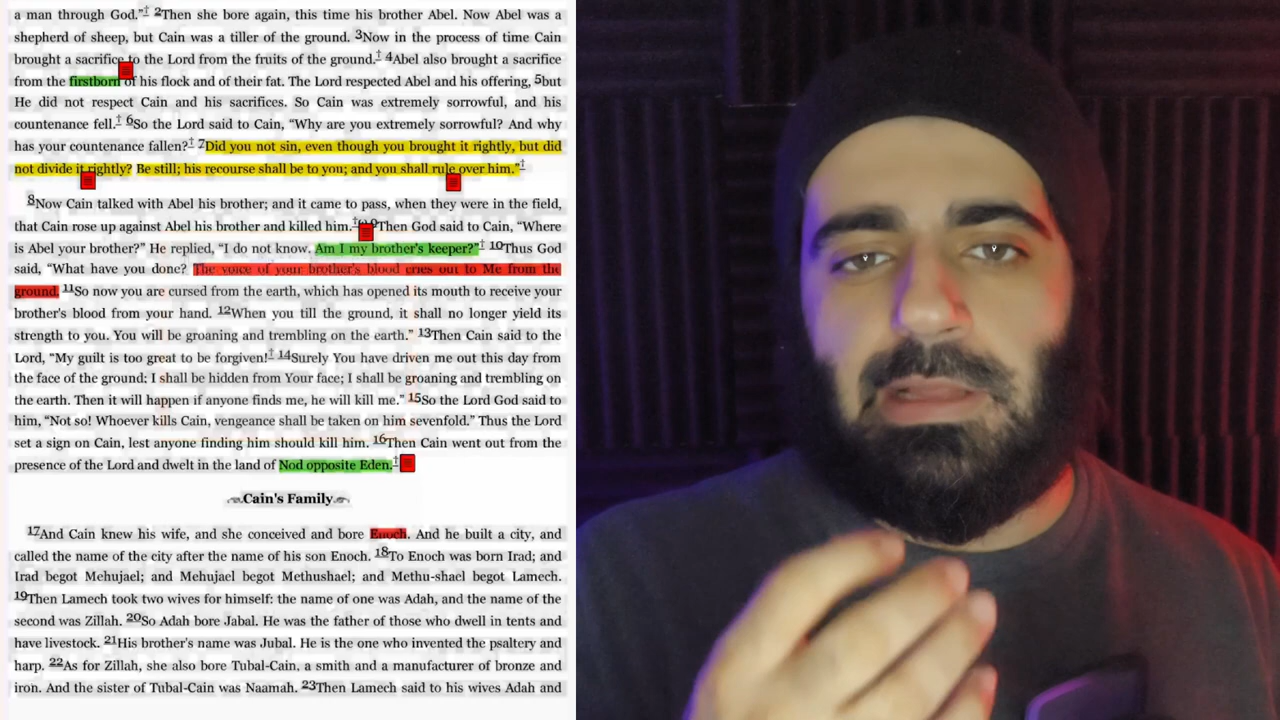 a man through God."† 2Then she bore again, this time his brother Abel. Now Abel was a
shepherd of sheep, but Cain was a tiller of the ground. 3Now in the process of time Cain
brought a sacrifice to the Lord from the fruits of the ground.† 4Abel also brought a sacrifice
from the firstborn of his flock and of their fat. The Lord respected Abel and his offering, 5but
He did not respect Cain and his sacrifices. So Cain was extremely sorrowful, and his
countenance fell.† 6So the Lord said to Cain, "Why are you extremely sorrowful? And why
has your countenance fallen?† 7Did you not sin, even though you brought it rightly, but did
not divide it rightly? Be still; his recourse shall be to you; and you shall rule over him."†
8Now Cain talked with Abel his brother; and it came to pass, when they were in the field,
that Cain rose up against Abel his brother and killed him.† 9Then God said to Cain, "Where
is Abel your brother?" He replied, "I do not know. Am I my brother's keeper?"† 10Thus God
said, "What have you done? The voice of your brother's blood cries out to Me from the
ground. 11So now you are cursed from the earth, which has opened its mouth to receive your
brother's blood from your hand. 12When you till the ground, it shall no longer yield its
strength to you. You will be groaning and trembling on the earth." 13Then Cain said to the
Lord, "My guilt is too great to be forgiven!† 14Surely You have driven me out this day from
the face of the ground; I shall be hidden from Your face; I shall be groaning and trembling on
the earth. Then it will happen if anyone finds me, he will kill me." 15So the Lord God said to
him, "Not so! Whoever kills Cain, vengeance shall be taken on him sevenfold." Thus the Lord
set a sign on Cain, lest anyone finding him should kill him. 16Then Cain went out from the
presence of the Lord and dwelt in the land of Nod opposite Eden.†
Cain's Family
17And Cain knew his wife, and she conceived and bore Enoch. And he built a city, and
called the name of the city after the name of his son Enoch. 18To Enoch was born Irad; and
Irad begot Mehujael; and Mehujael begot Methushael; and Methu-shael begot Lamech.
19Then Lamech took two wives for himself: the name of one was Adah, and the name of the
second was Zillah. 20So Adah bore Jabal. He was the father of those who dwell in tents and
have livestock. 21His brother's name was Jubal. He is the one who invented the psaltery and
harp. 22As for Zillah, she also bore Tubal-Cain, a smith and a manufacturer of bronze and
iron. And the sister of Tubal-Cain was Naamah. 23Then Lamech said to his wives Adah and